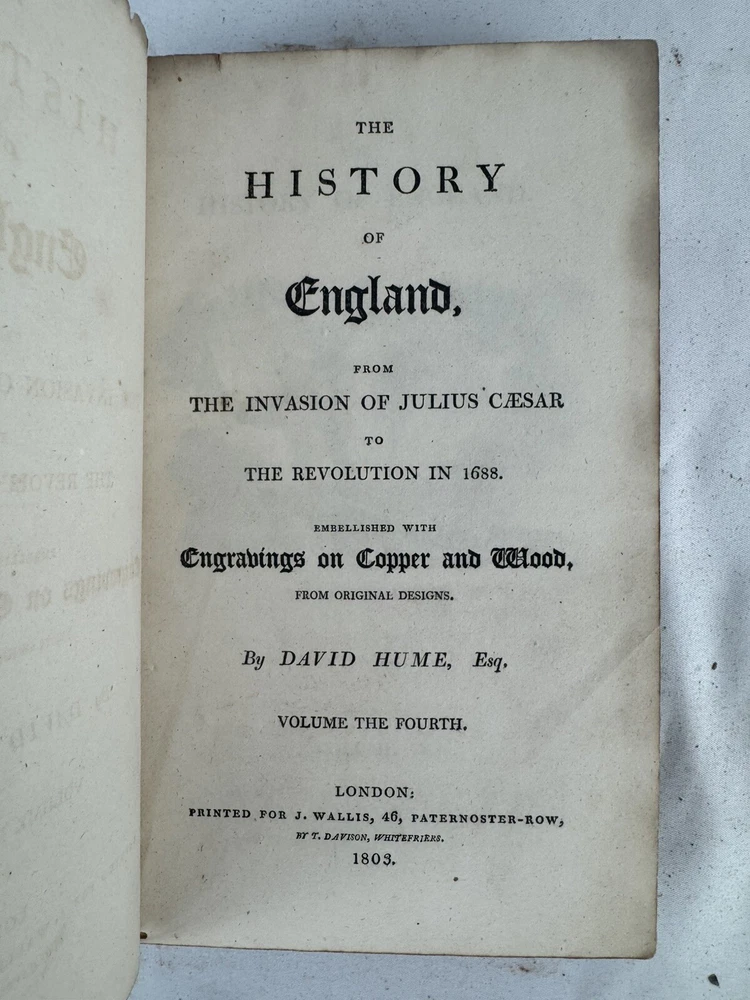 THE
HISTORY
OF
England,
FROM
THE INVASION OF JULIUS CÆSAR
TO
THE REVOLUTION IN 1688.
EMBELLISHED WITH
Engravings on Copper and Wood,
FROM ORIGINAL DESIGNS.
By DAVID HUME, Esq.
VOLUME THE FOURTH.
LONDON:
PRINTED FOR J. WALLIS, 46, PATERNOSTER-ROW,
BY T. DAVISON, WHITEFRIERS.
1803.